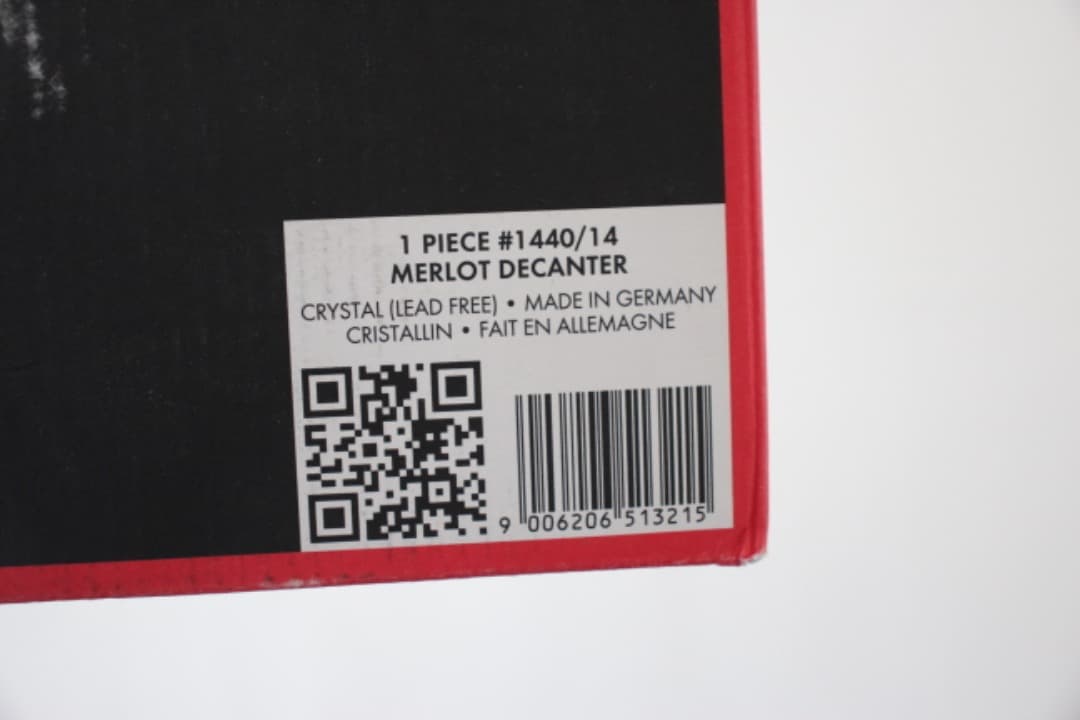 1 PIECE #1440/14
MERLOT DECANTER
CRYSTAL (LEAD FREE) • MADE IN GERMANY
CRISTALLIN • FAIT EN ALLEMAGNE
9 006206 513215